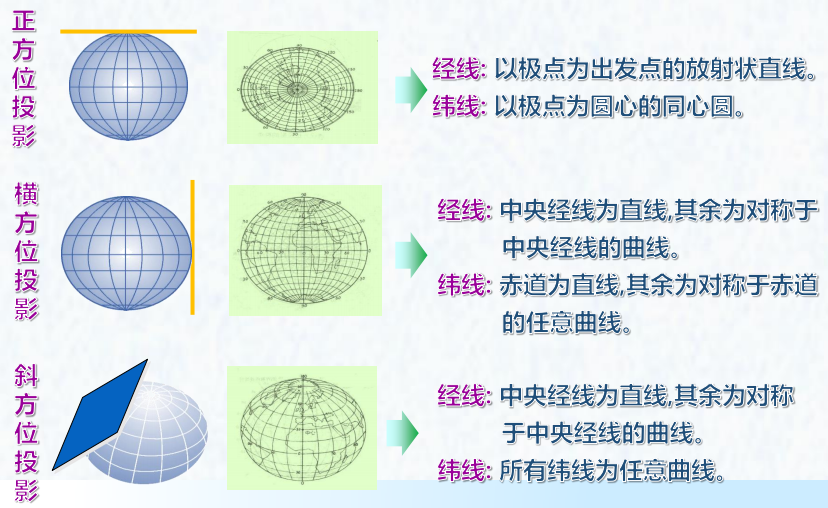 正方位投影
经线: 以极点为出发点的放射状直线。
纬线: 以极点为圆心的同心圆。
横方位投影
经线: 中央经线为直线,其余为对称于
中央经线的曲线。
纬线: 赤道为直线,其余为对称于赤道
的任意曲线。
斜方位投影
经线: 中央经线为直线,其余为对称
于中央经线的曲线。
纬线: 所有纬线为任意曲线。